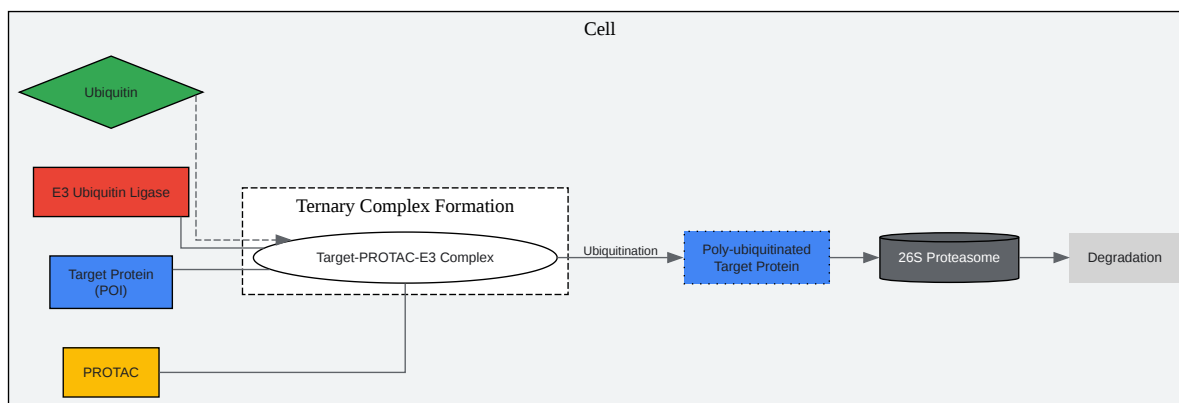 Cell
Ubiquitin
E3 Ubiquitin Ligase
Target Protein
(POI)
PROTAC
Ternary Complex Formation
Target-PROTAC-E3 Complex
Ubiquitination
Poly-ubiquitinated
Target Protein
26S Proteasome
Degradation